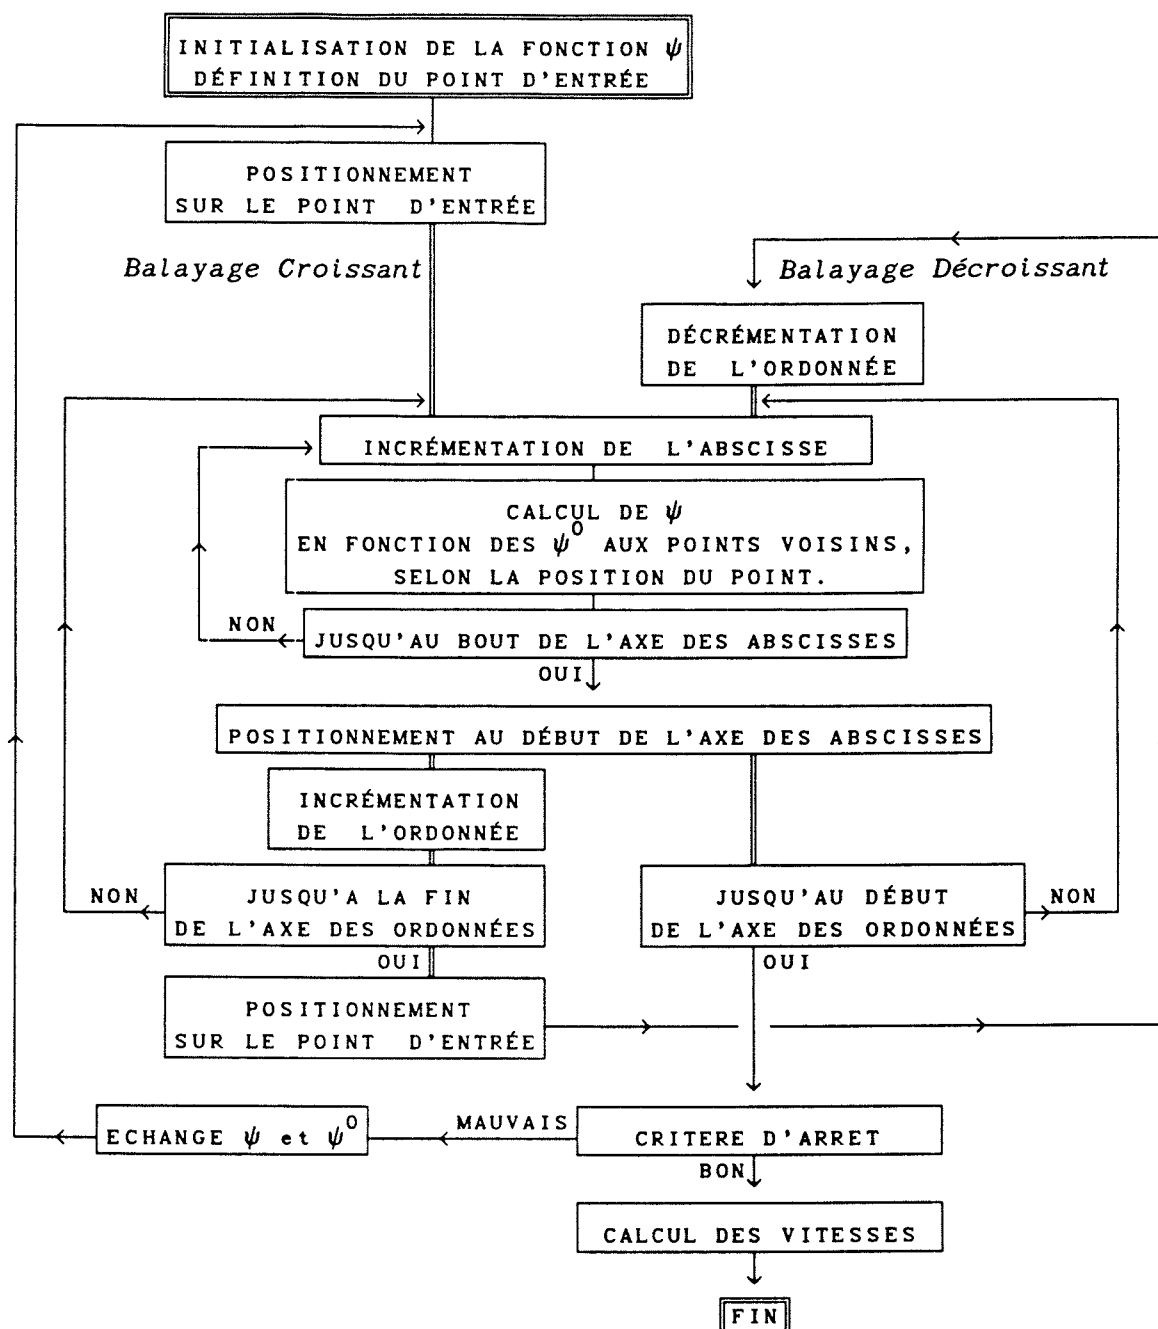 INITIALISATION DE LA FONCTION ψ
DÉFINITION DU POINT D'ENTRÉE
POSITIONNEMENT
SUR LE POINT D'ENTRÉE
Balayage Croissant
Balayage Décroissant
DÉCRÉMENTATION
DE L'ORDONNÉE
INCRÉMENTATION DE L'ABSCISSE
CALCUL DE ψ
EN FONCTION DES ψ⁰ AUX POINTS VOISINS,
SELON LA POSITION DU POINT.
NON
JUSQU'AU BOUT DE L'AXE DES ABSCISSES
OUI
POSITIONNEMENT AU DÉBUT DE L'AXE DES ABSCISSES
INCRÉMENTATION
DE L'ORDONNÉE
NON
JUSQU'A LA FIN
DE L'AXE DES ORDONNÉES
JUSQU'AU DÉBUT
DE L'AXE DES ORDONNÉES
NON
OUI
OUI
POSITIONNEMENT
SUR LE POINT D'ENTRÉE
ECHANGE ψ et ψ⁰
MAUVAIS
CRITERE D'ARRET
BON
CALCUL DES VITESSES
FIN